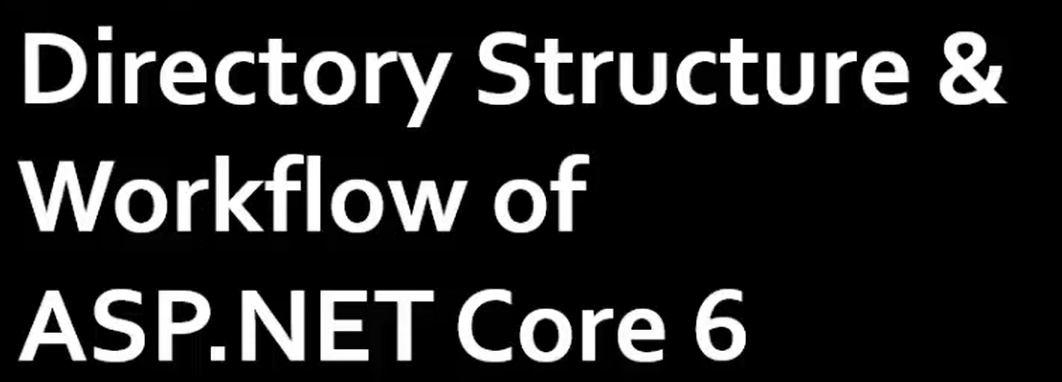 Directory Structure &
Workflow of
ASP.NET Core 6